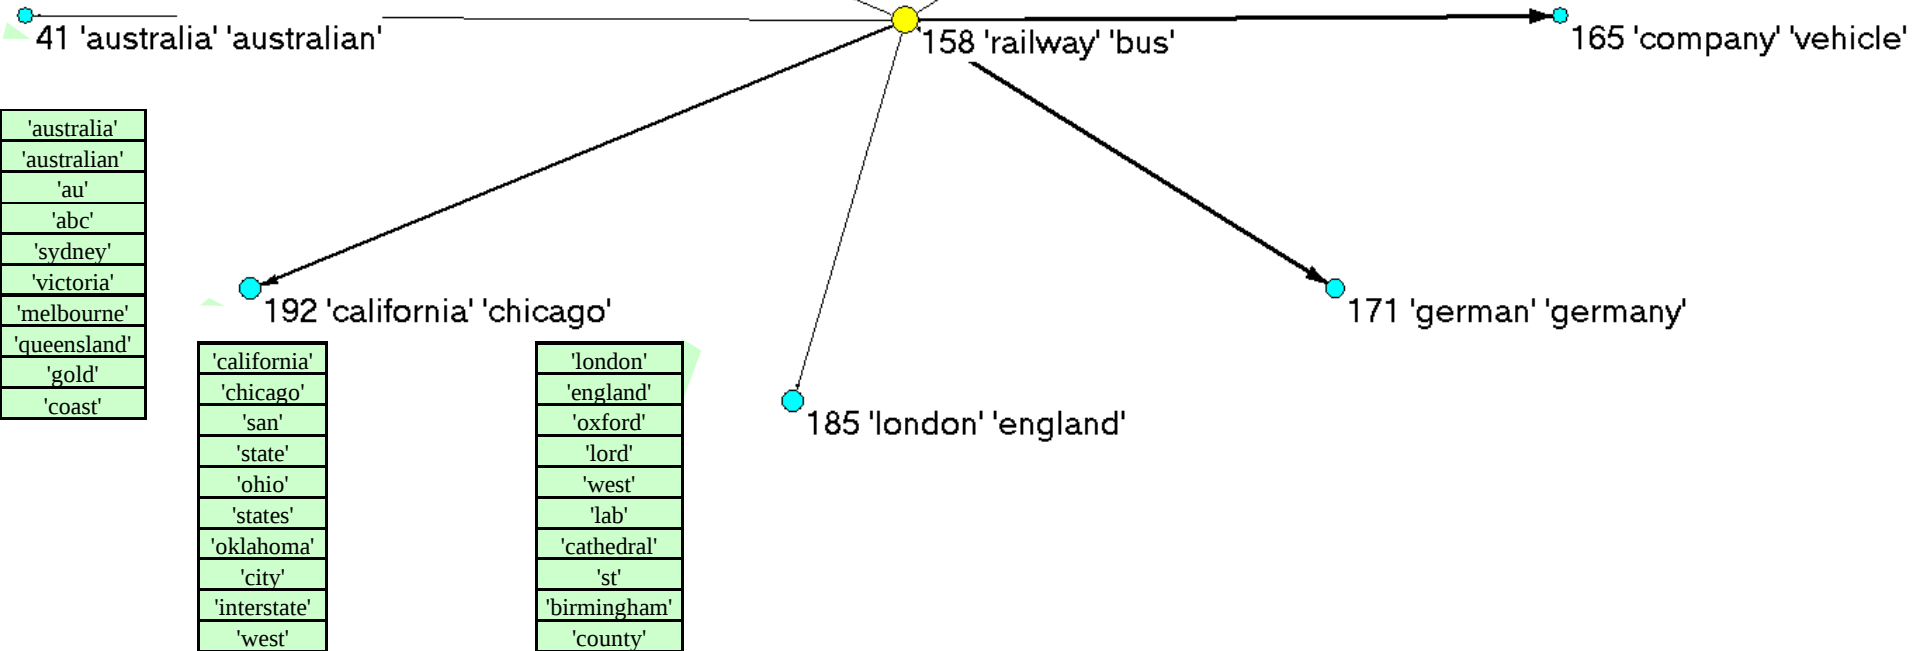 41 'australia' 'australian'
158 'railway' 'bus'
165 'company' 'vehicle'
'australia'
'australian'
'au'
'abc'
'sydney'
'victoria'
'melbourne'
'queensland'
'gold'
'coast'
192 'california' 'chicago'
171 'german' 'germany'
'california'
'chicago'
'san'
'state'
'ohio'
'states'
'oklahoma'
'city'
'interstate'
'west'
'london'
'england'
'oxford'
'lord'
'west'
'lab'
'cathedral'
'st'
'birmingham'
'county'
185 'london' 'england'